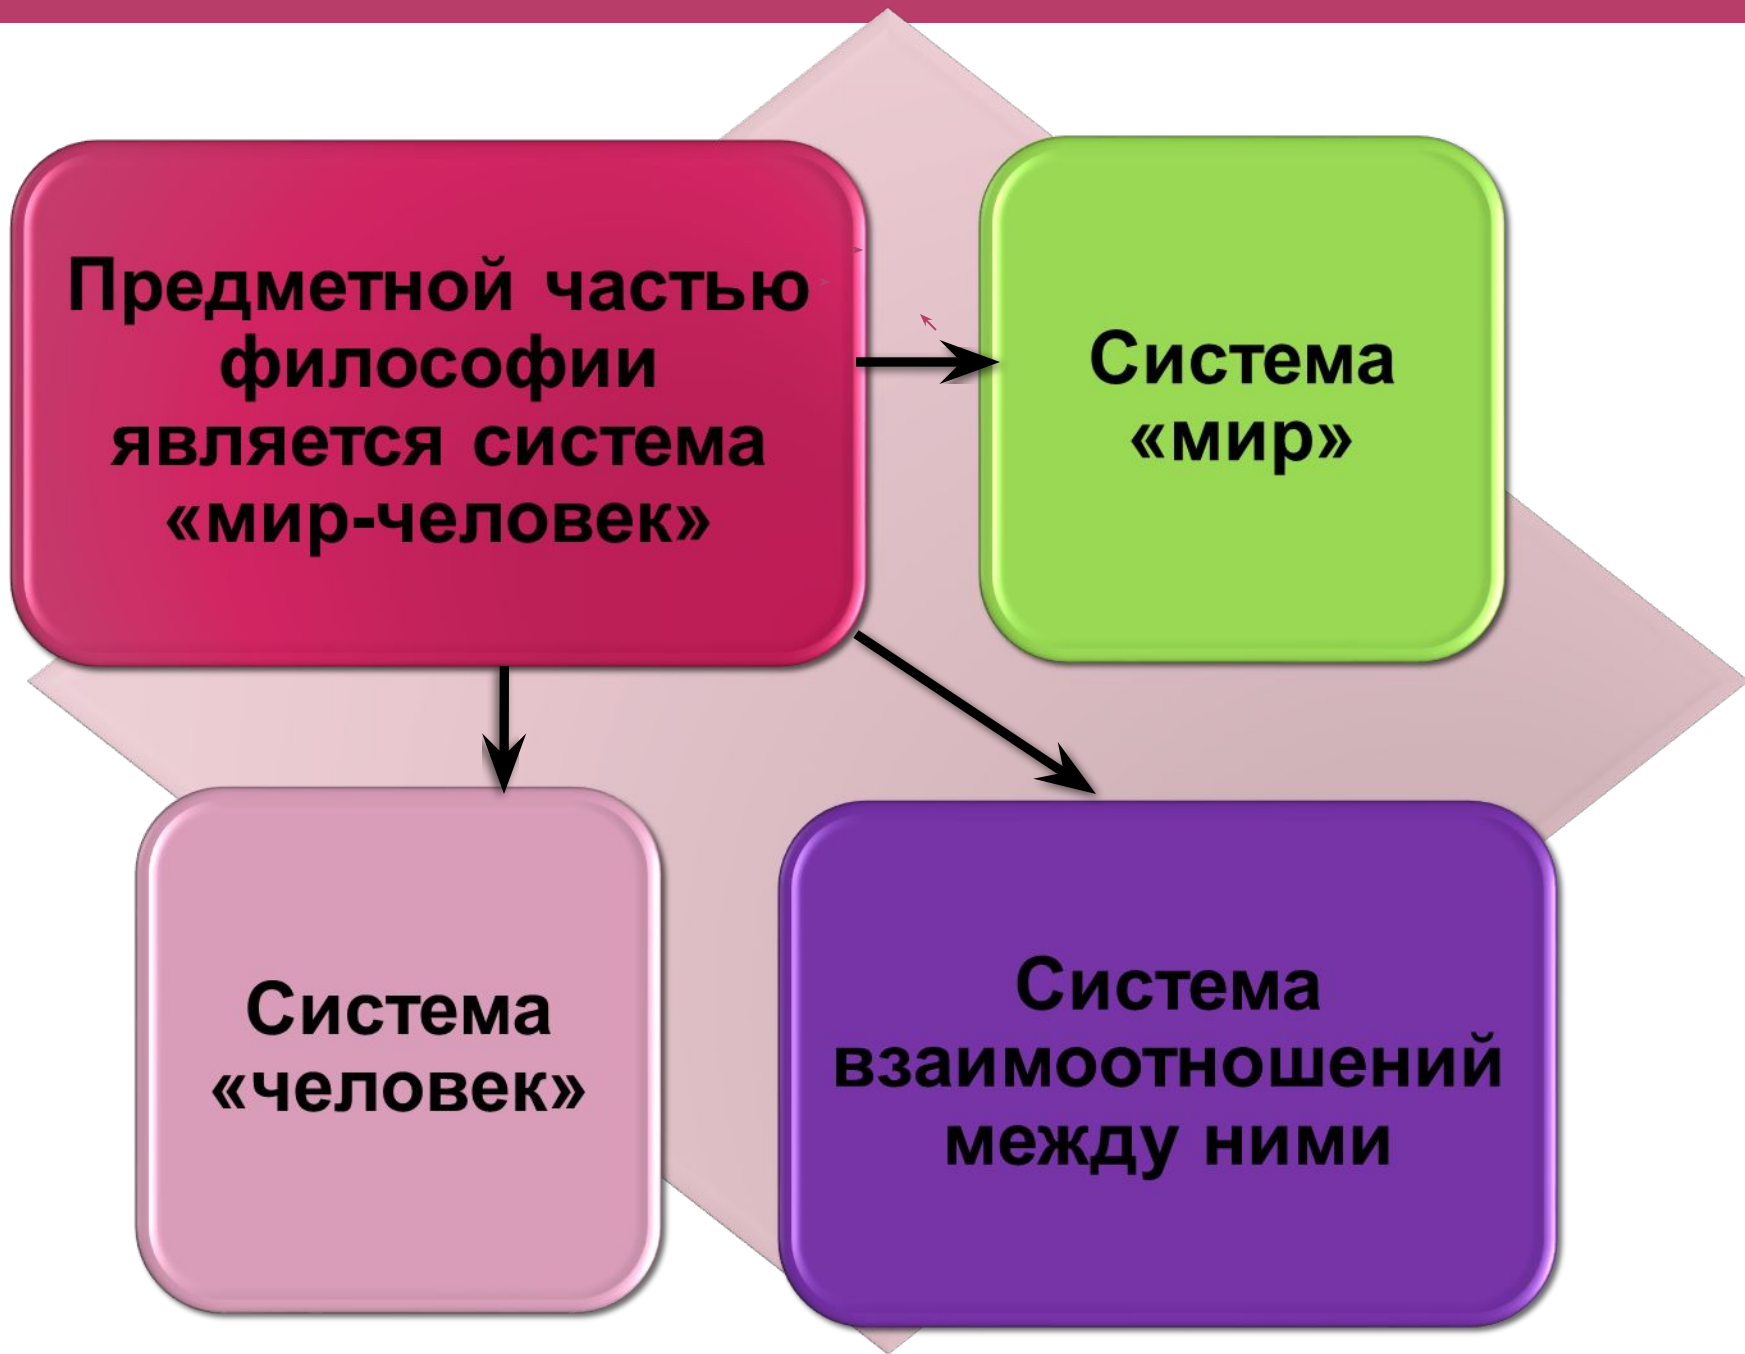 Предметной частью
философии
является система
«мир-человек»
Система
«мир»
Система
«человек»
Система
взаимоотношений
между ними